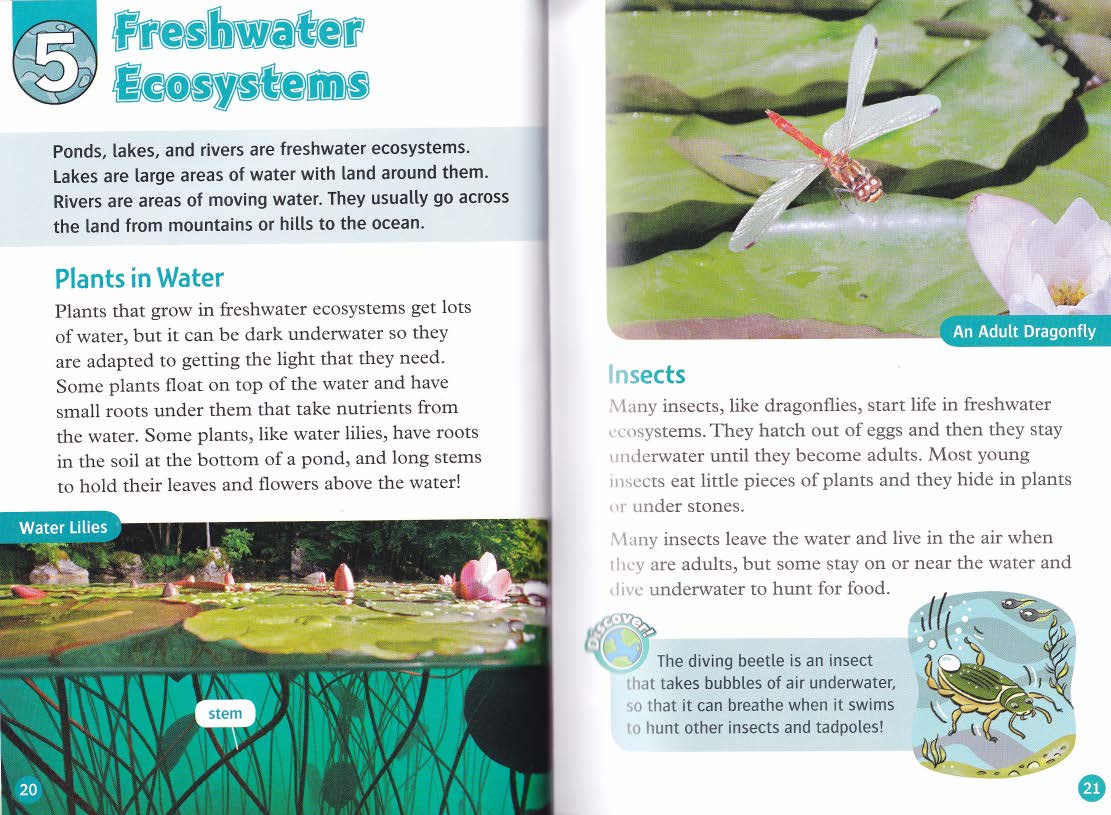 5
Freshwater
Ecosystems
Ponds, lakes, and rivers are freshwater ecosystems.
Lakes are large areas of water with land around them.
Rivers are areas of moving water. They usually go across
the land from mountains or hills to the ocean.
Plants in Water
Plants that grow in freshwater ecosystems get lots
of water, but it can be dark underwater so they
are adapted to getting the light that they need.
Some plants float on top of the water and have
small roots under them that take nutrients from
the water. Some plants, like water lilies, have roots
in the soil at the bottom of a pond, and long stems
to hold their leaves and flowers above the water!
Water Lilies
stem
20
An Adult Dragonfly
Insects
Many insects, like dragonflies, start life in freshwater
ecosystems. They hatch out of eggs and then they stay
underwater until they become adults. Most young
insects eat little pieces of plants and they hide in plants
or under stones.
Many insects leave the water and live in the air when
they are adults, but some stay on or near the water and
dive underwater to hunt for food.
Discover!
The diving beetle is an insect
that takes bubbles of air underwater,
so that it can breathe when it swims
to hunt other insects and tadpoles!
21